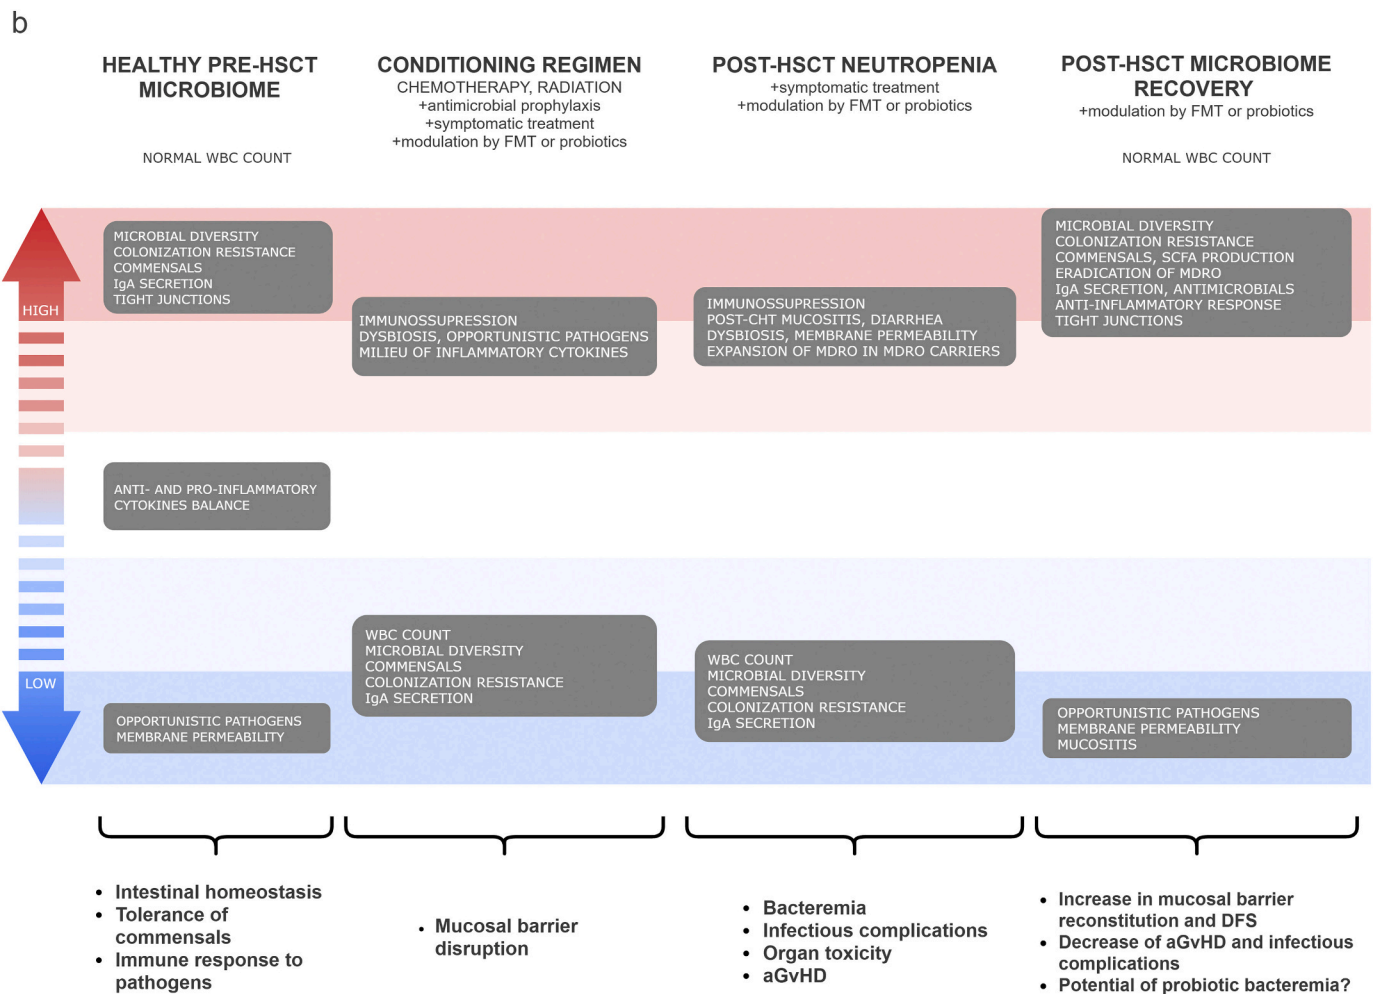 b
HEALTHY PRE-HSCT
MICROBIOME
NORMAL WBC COUNT
CONDITIONING REGIMEN
CHEMOTHERAPY, RADIATION
+antimicrobial prophylaxis
+symptomatic treatment
+modulation by FMT or probiotics
POST-HSCT NEUTROPENIA
+symptomatic treatment
+modulation by FMT or probiotics
POST-HSCT MICROBIOME
RECOVERY
+modulation by FMT or probiotics
NORMAL WBC COUNT
HIGH
MICROBIAL DIVERSITY
COLONIZATION RESISTANCE
COMMENSALS
IgA SECRETION
TIGHT JUNCTIONS
IMMUNOSSUPRESSION
DYSBIOSIS, OPPORTUNISTIC PATHOGENS
MILIEU OF INFLAMMATORY CYTOKINES
IMMUNOSSUPRESSION
POST-CHT MUCOSITIS, DIARRHEA
DYSBIOSIS, MEMBRANE PERMEABILITY
EXPANSION OF MDRO IN MDRO CARRIERS
MICROBIAL DIVERSITY
COLONIZATION RESISTANCE
COMMENSALS, SCFA PRODUCTION
ERADICATION OF MDRO
IgA SECRETION, ANTIMICROBIALS
ANTI-INFLAMMATORY RESPONSE
TIGHT JUNCTIONS
ANTI- AND PRO-INFLAMMATORY
CYTOKINES BALANCE
LOW
OPPORTUNISTIC PATHOGENS
MEMBRANE PERMEABILITY
WBC COUNT
MICROBIAL DIVERSITY
COMMENSALS
COLONIZATION RESISTANCE
IgA SECRETION
WBC COUNT
MICROBIAL DIVERSITY
COMMENSALS
COLONIZATION RESISTANCE
IgA SECRETION
OPPORTUNISTIC PATHOGENS
MEMBRANE PERMEABILITY
MUCOSITIS
• Intestinal homeostasis
• Tolerance of
commensals
• Immune response to
pathogens
• Mucosal barrier
disruption
• Bacteremia
• Infectious complications
• Organ toxicity
• aGvHD
• Increase in mucosal barrier
reconstitution and DFS
• Decrease of aGvHD and infectious
complications
• Potential of probiotic bacteremia?